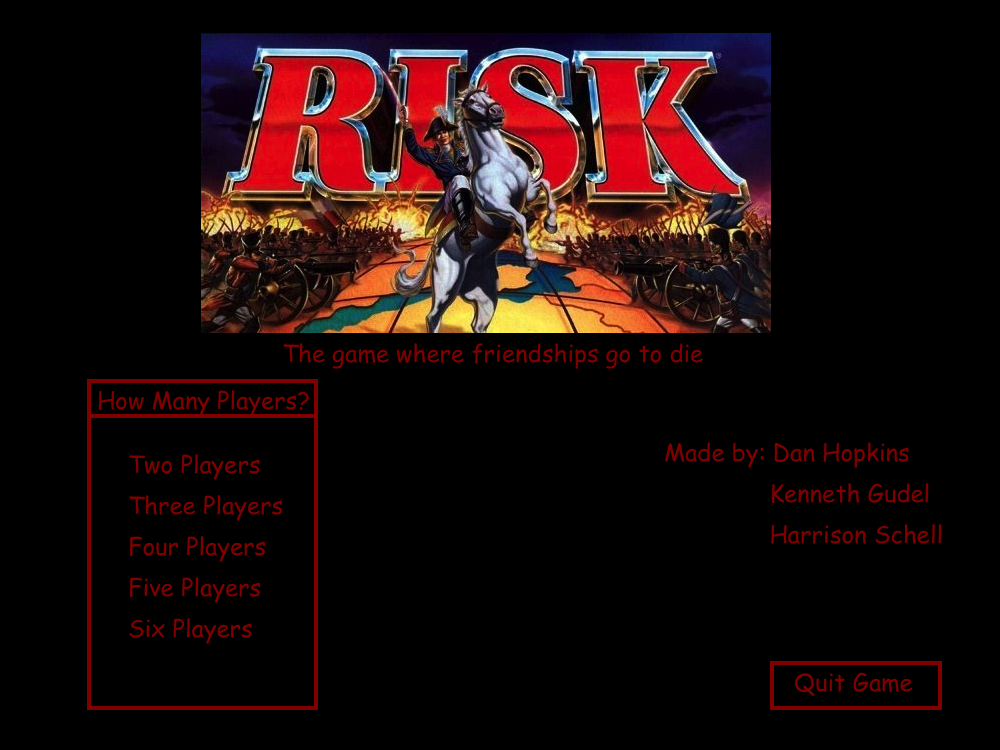 RISK
The game where friendships go to die
How Many Players?
Two Players
Three Players
Four Players
Five Players
Six Players
Made by: Dan Hopkins
Kenneth Gudel
Harrison Schell
Quit Game